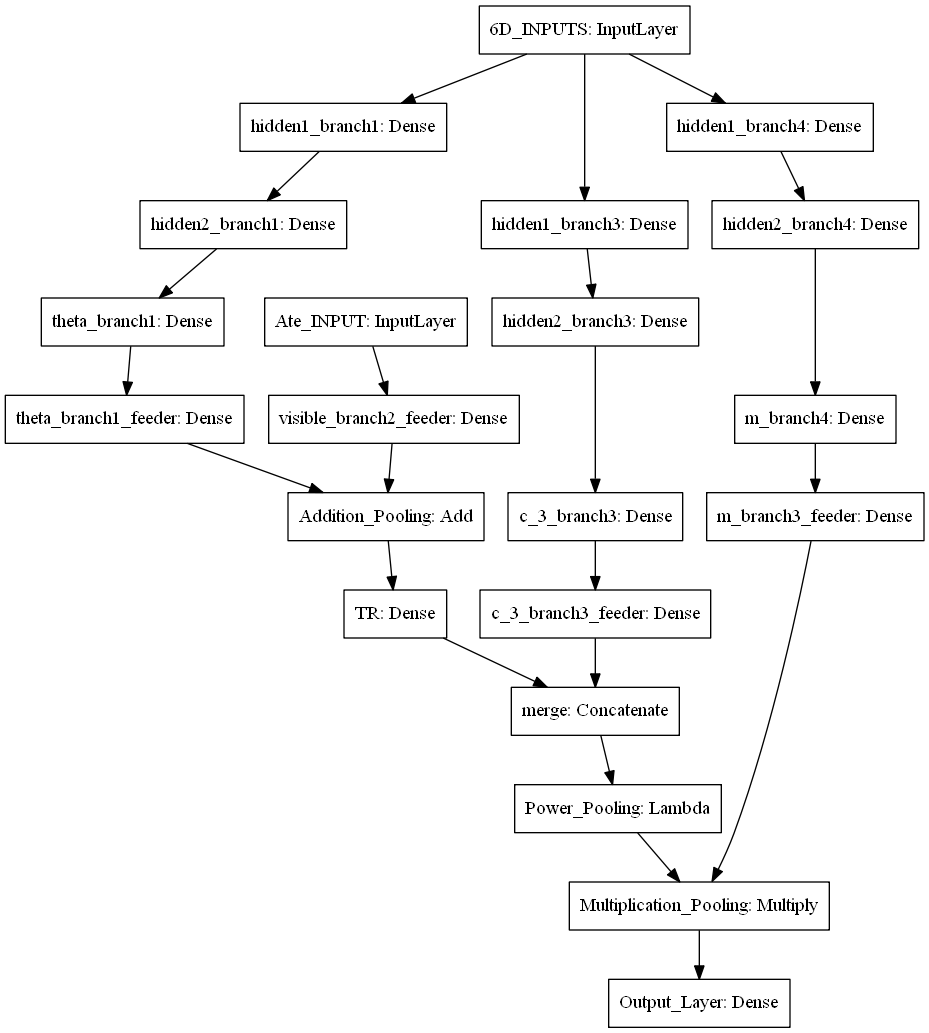 6D_INPUTS: InputLayer
hidden1_branch1: Dense
hidden1_branch4: Dense
hidden2_branch1: Dense
hidden1_branch3: Dense
hidden2_branch4: Dense
theta_branch1: Dense
Ate_INPUT: InputLayer
hidden2_branch3: Dense
theta_branch1_feeder: Dense
visible_branch2_feeder: Dense
m_branch4: Dense
Addition_Pooling: Add
c_3_branch3: Dense
m_branch3_feeder: Dense
TR: Dense
c_3_branch3_feeder: Dense
merge: Concatenate
Power_Pooling: Lambda
Multiplication_Pooling: Multiply
Output_Layer: Dense